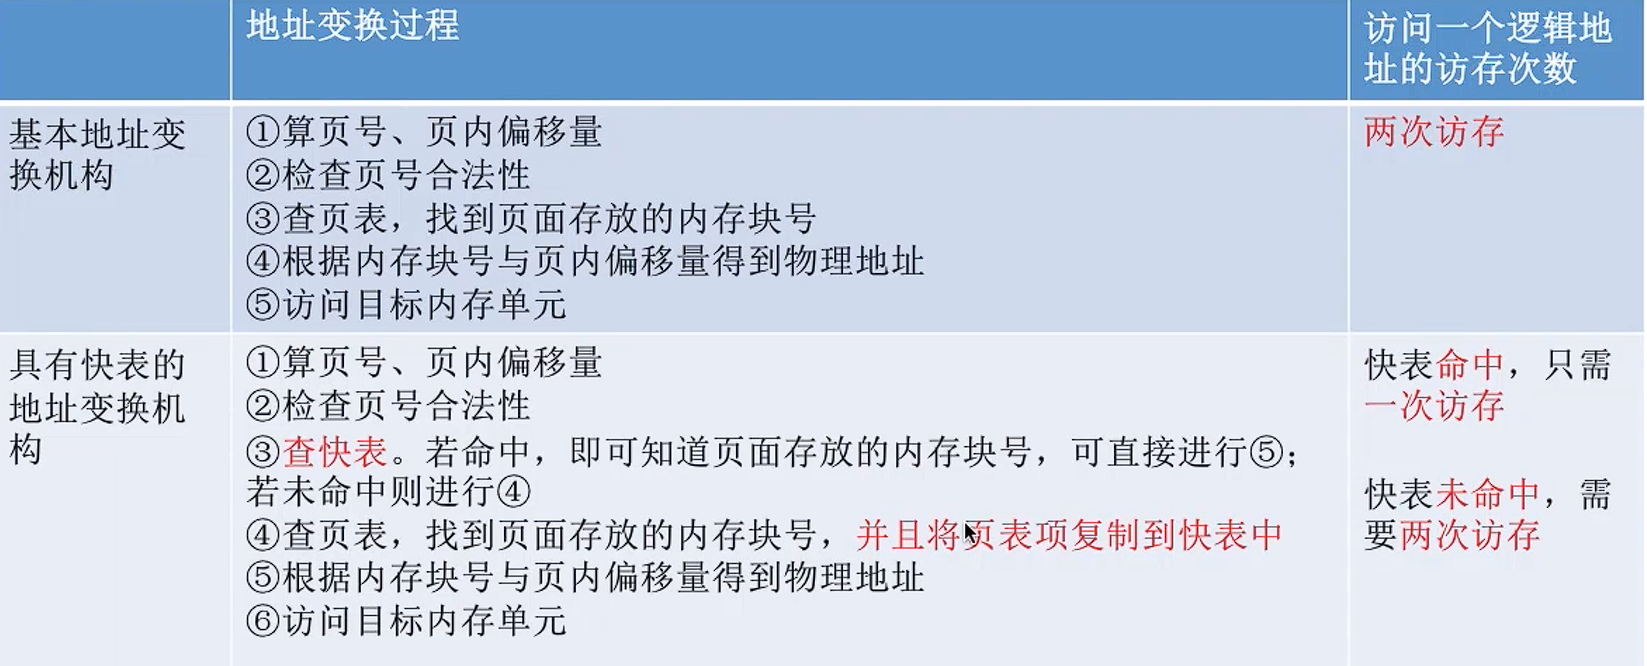 地址变换过程
访问一个逻辑地
址的访存次数
基本地址变
换机构
①算页号、页内偏移量
②检查页号合法性
③查页表，找到页面存放的内存块号
④根据内存块号与页内偏移量得到物理地址
⑤访问目标内存单元
两次访存
具有快表的
地址变换机
构
①算页号、页内偏移量
②检查页号合法性
③查快表。若命中，即可知道页面存放的内存块号，可直接进行⑤；
若未命中则进行④
④查页表，找到页面存放的内存块号，并且将页表项复制到快表中
⑤根据内存块号与页内偏移量得到物理地址
⑥访问目标内存单元
快表命中，只需
一次访存
快表未命中，需
要两次访存